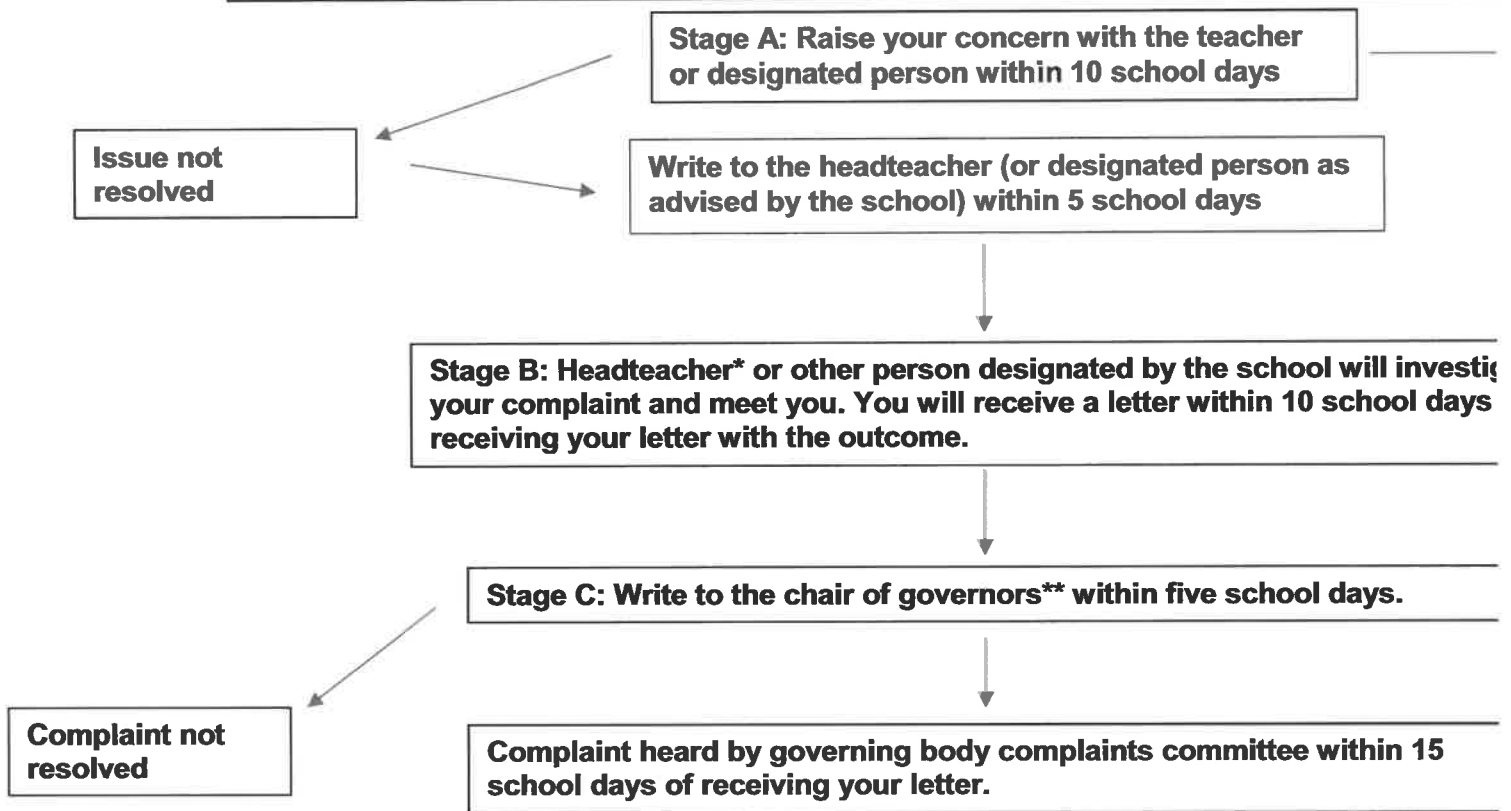 Stage A: Raise your concern with the teacher
or designated person within 10 school days
Issue not
resolved
Write to the headteacher (or designated person as
advised by the school) within 5 school days
Stage B: Headteacher* or other person designated by the school will
your complaint and meet you. You will receive a letter within 10 school days
receiving your letter with the outcome.
Stage C: Write to the chair of governors** within five school days.
Complaint not
resolved
Complaint heard by governing body complaints committee within 15
school days of receiving your letter.